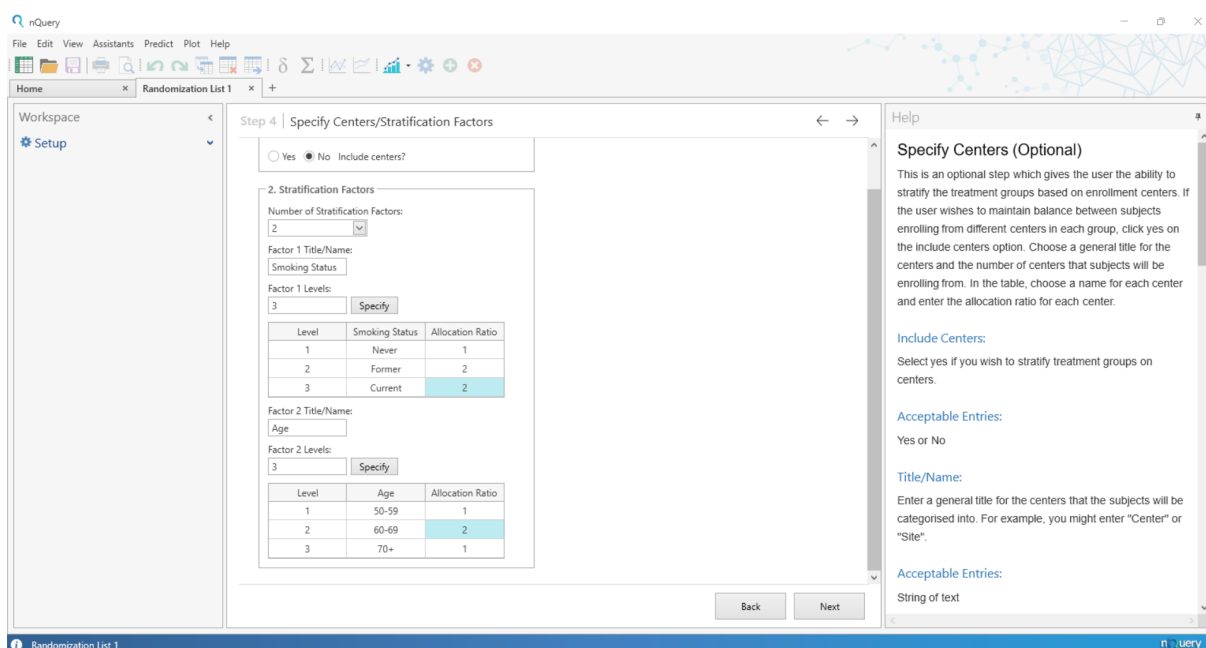 nQuery
File Edit View Assistants Predict Plot Help
Home × Randomization List 1 × +
Workspace
Setup
Step 4 | Specify Centers/Stratification Factors
Yes No Include centers?
2. Stratification Factors
Number of Stratification Factors:
2
Factor 1 Title/Name:
Smoking Status
Factor 1 Levels:
3 Specify
Level Smoking Status Allocation Ratio
1 Never 1
2 Former 2
3 Current 2
Factor 2 Title/Name:
Age
Factor 2 Levels:
3 Specify
Level Age Allocation Ratio
1 50-59 1
2 60-69 2
3 70+ 1
Back Next
Help
Specify Centers (Optional)
This is an optional step which gives the user the ability to
stratify the treatment groups based on enrollment centers. If
the user wishes to maintain balance between subjects
enrolling from different centers in each group, click yes on
the include centers option. Choose a general title for the
centers and the number of centers that subjects will be
enrolling from. In the table, choose a name for each center
and enter the allocation ratio for each center.
Include Centers:
Select yes if you wish to stratify treatment groups on
centers.
Acceptable Entries:
Yes or No
Title/Name:
Enter a general title for the centers that the subjects will be
categorised into. For example, you might enter "Center" or
"Site".
Acceptable Entries:
String of text
Randomization List 1
nQuery